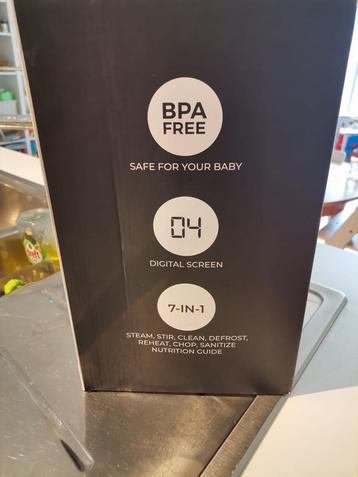 BPA
FREE
SAFE FOR YOUR BABY
04
DIGITAL SCREEN
7-IN-1
STEAM, STIR, CLEAN, DEFROST,
REHEAT, CHOP, SANITIZE
NUTRITION GUIDE